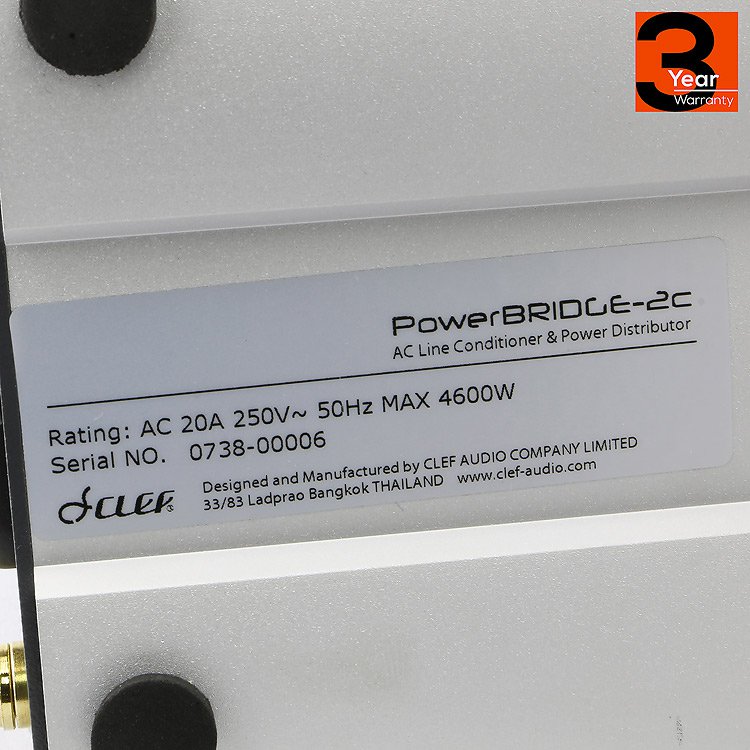 3
Year
Warranty
PowerBRIDGE-2c
AC Line Conditioner & Power Distributor
Rating: AC 20A 250V~ 50Hz MAX 4600W
Serial NO. 0738-00006
CLEF®
Designed and Manufactured by CLEF AUDIO COMPANY LIMITED
33/83 Ladprao Bangkok THAILAND www.clef-audio.com